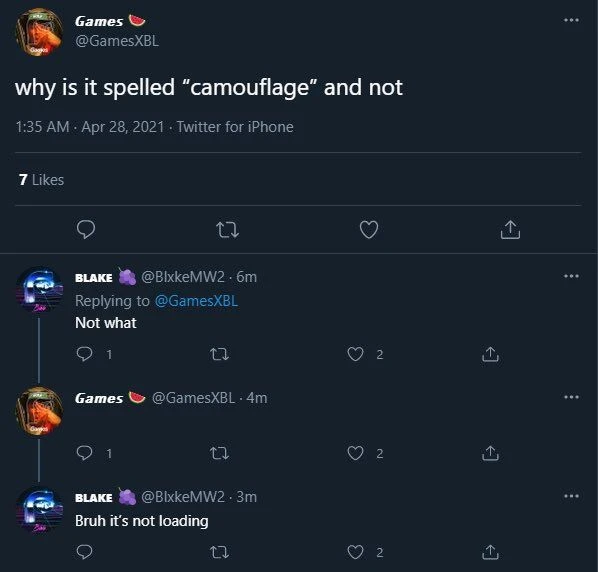 Games 🍉
@GamesXBL
why is it spelled “camouflage” and not
1:35 AM · Apr 28, 2021 · Twitter for iPhone
7 Likes
BLAKE 🍇 @BlxkeMW2 · 6m
Replying to @GamesXBL
Not what
1 2
Games 🍉 @GamesXBL · 4m
1 2
BLAKE 🍇 @BlxkeMW2 · 3m
Bruh it’s not loading
2